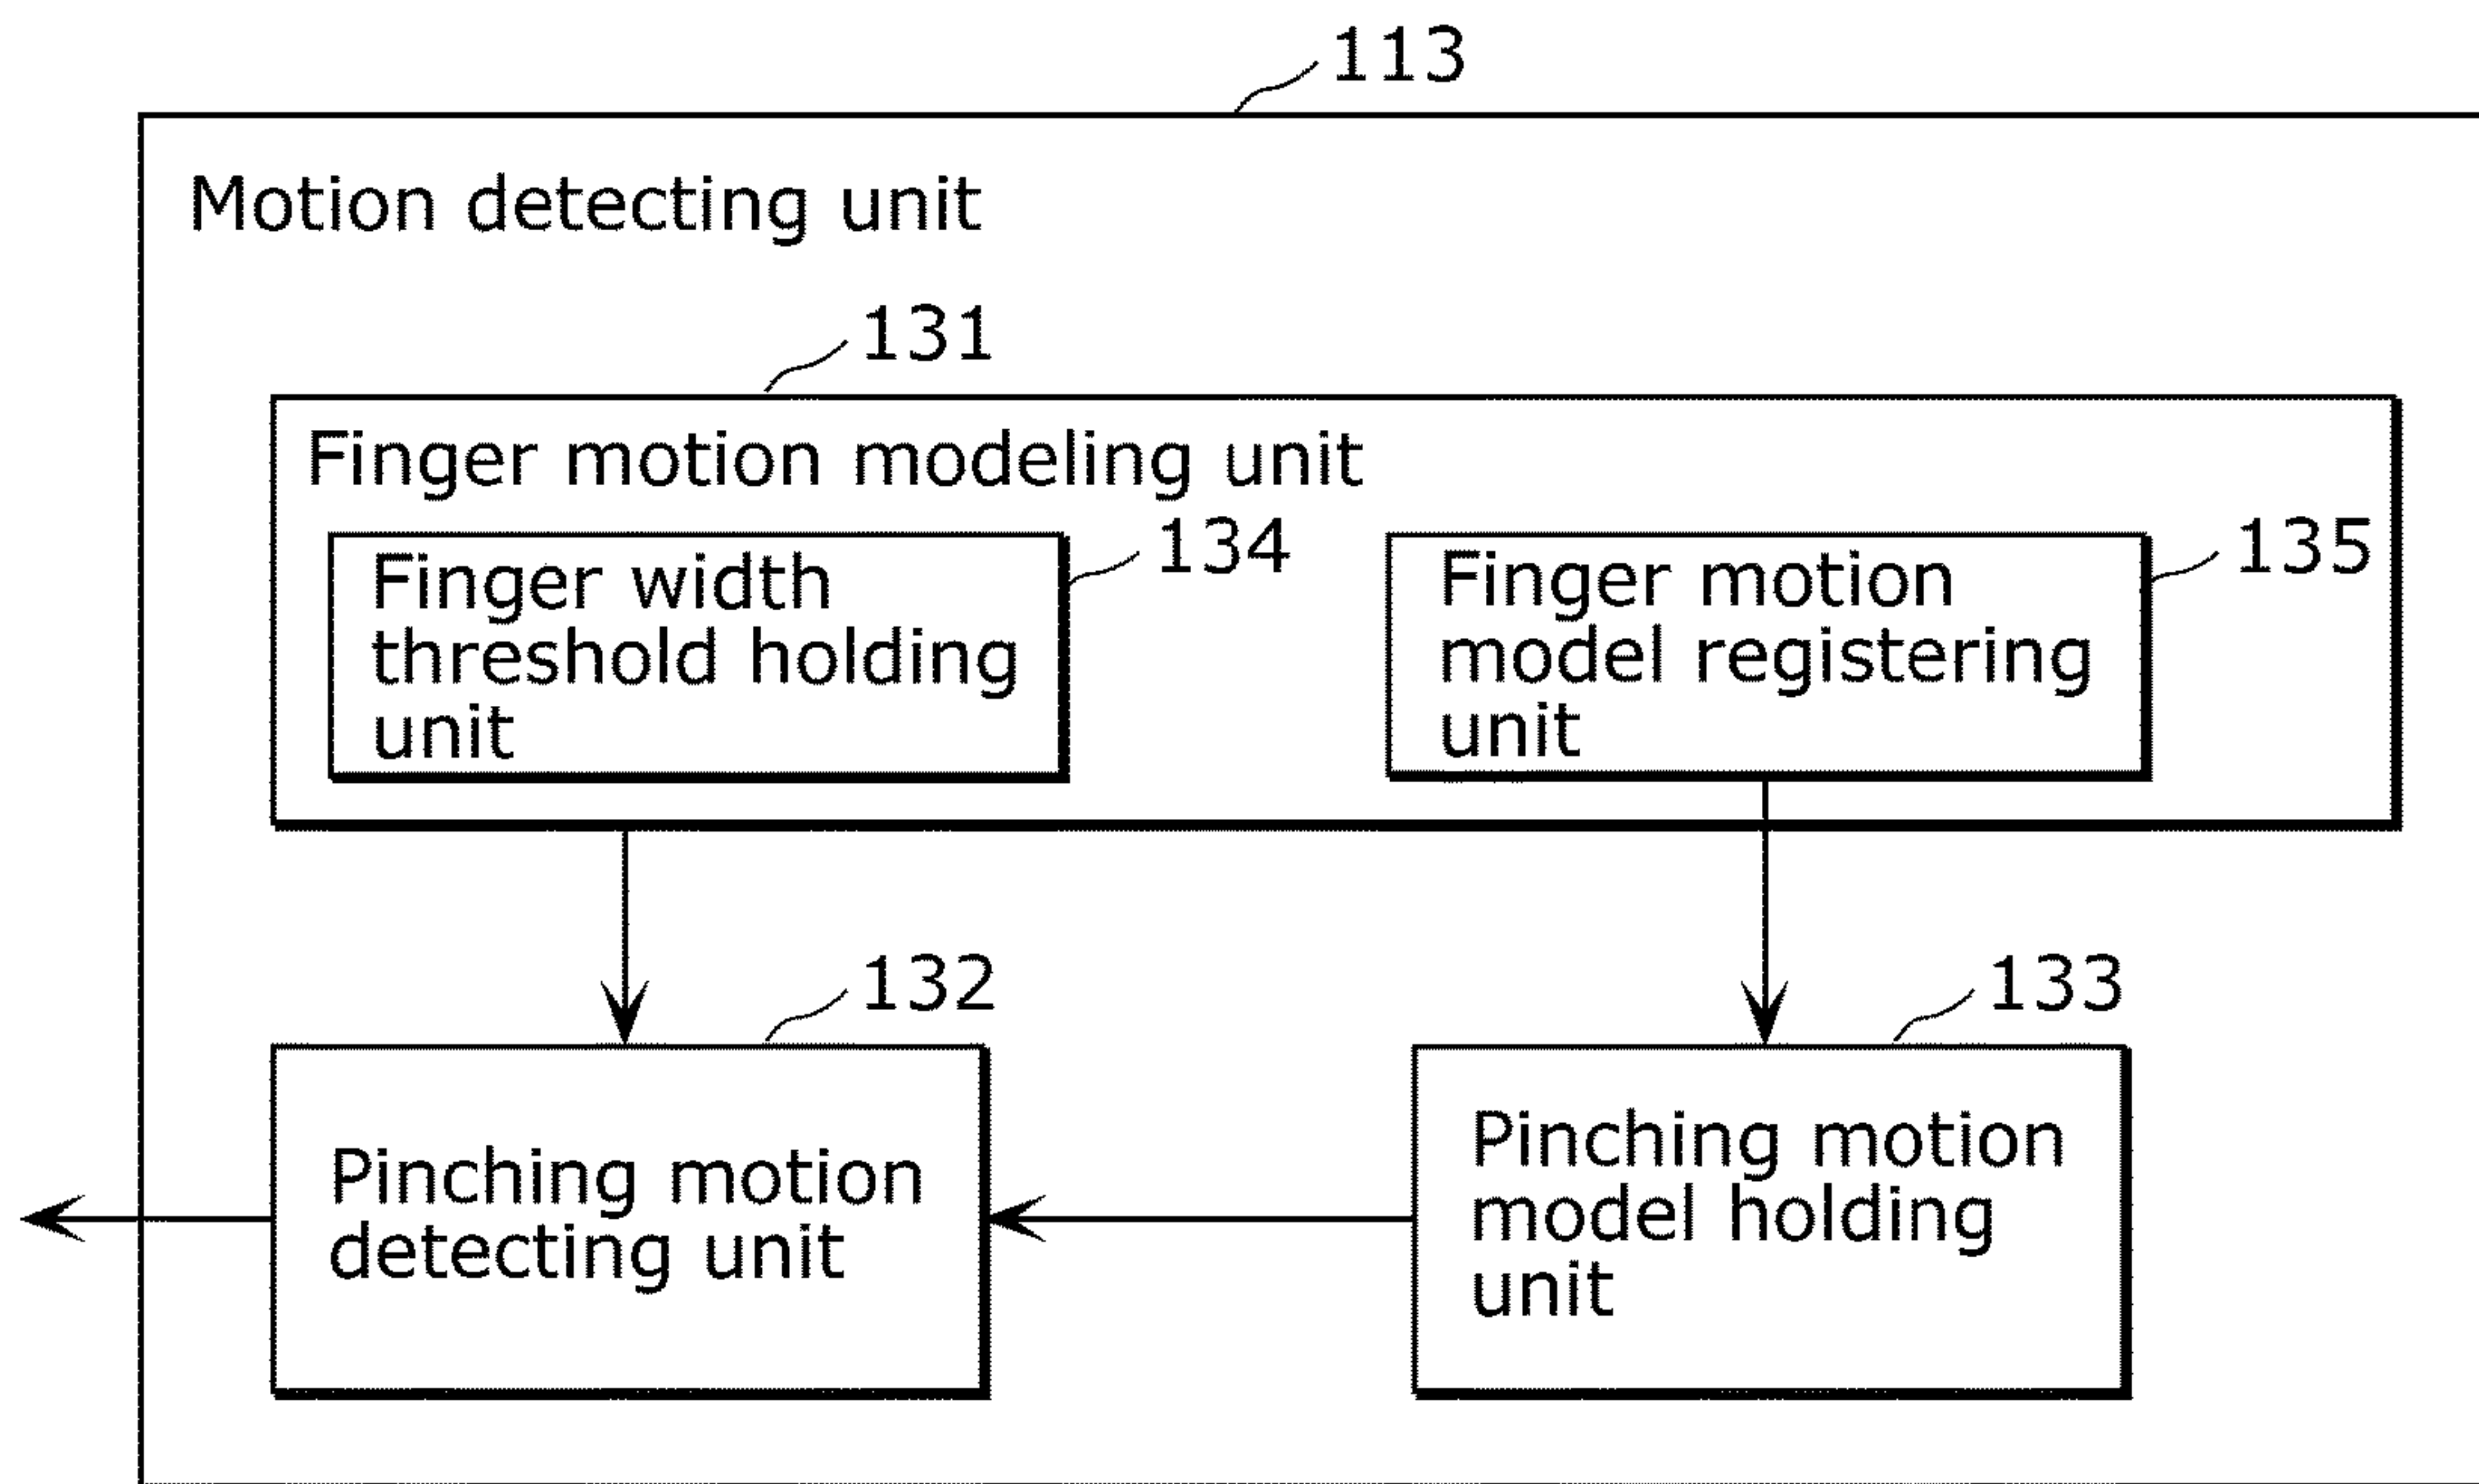 113
Motion detecting unit
131
Finger motion modeling unit
134
Finger width
threshold holding
unit
135
Finger motion
model registering
unit
132
Pinching motion
detecting unit
133
Pinching motion
model holding
unit